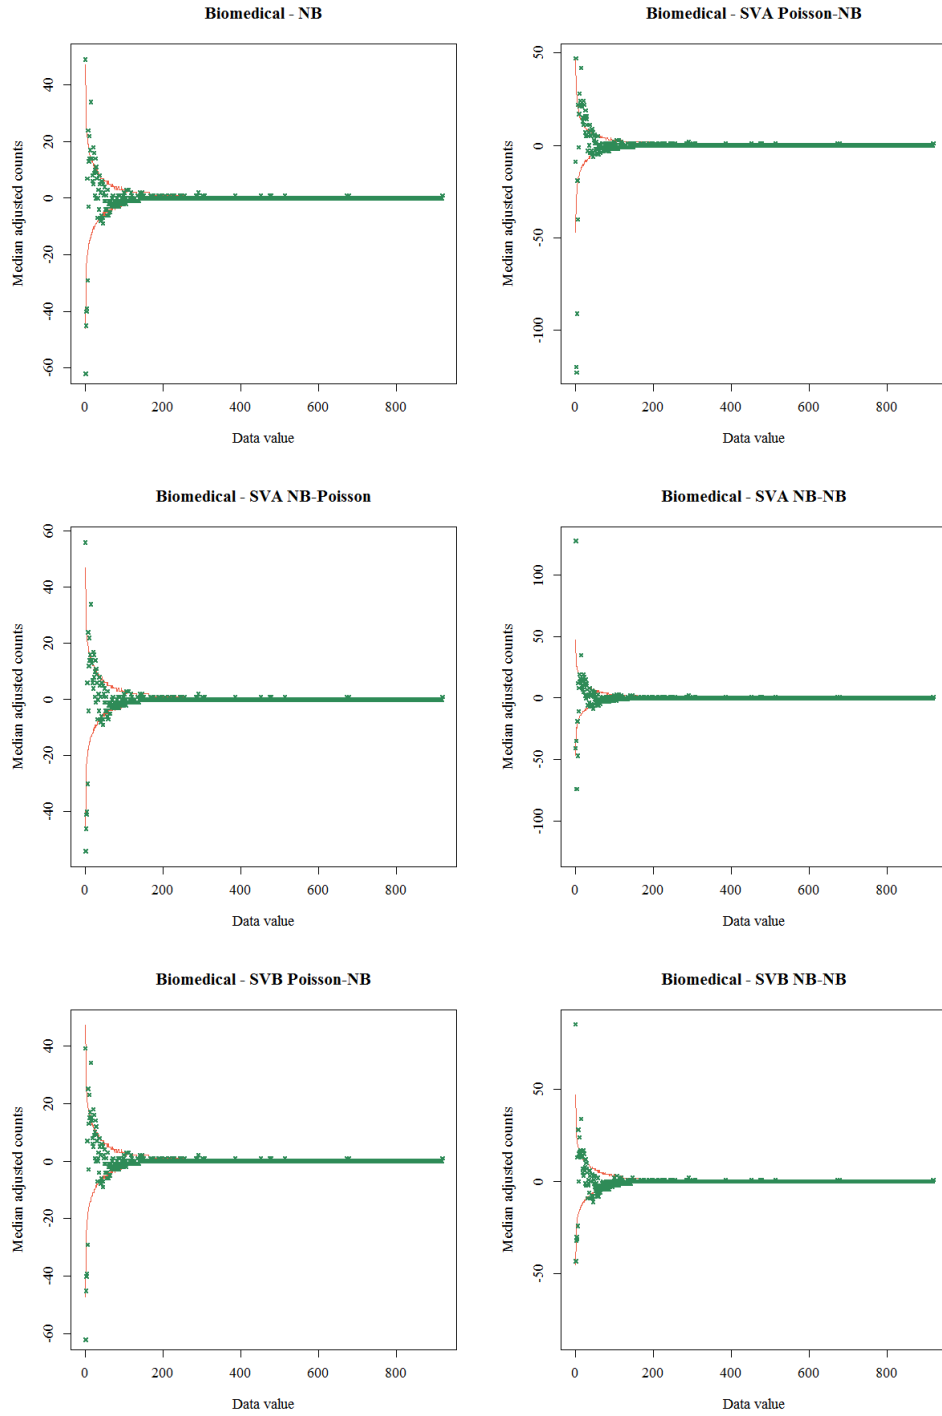 Biomedical - NB
Median adjusted counts
40
20
0
-20
-40
-60
0 200 400 600 800
Data value
Biomedical - SVA Poisson-NB
Median adjusted counts
50
0
-50
-100
0 200 400 600 800
Data value
Biomedical - SVA NB-Poisson
Median adjusted counts
60
40
20
0
-20
-40
0 200 400 600 800
Data value
Biomedical - SVA NB-NB
Median adjusted counts
100
50
0
-50
-100
0 200 400 600 800
Data value
Biomedical - SVB Poisson-NB
Median adjusted counts
40
20
0
-20
-40
-60
0 200 400 600 800
Data value
Biomedical - SVB NB-NB
Median adjusted counts
50
0
-50
0 200 400 600 800
Data value